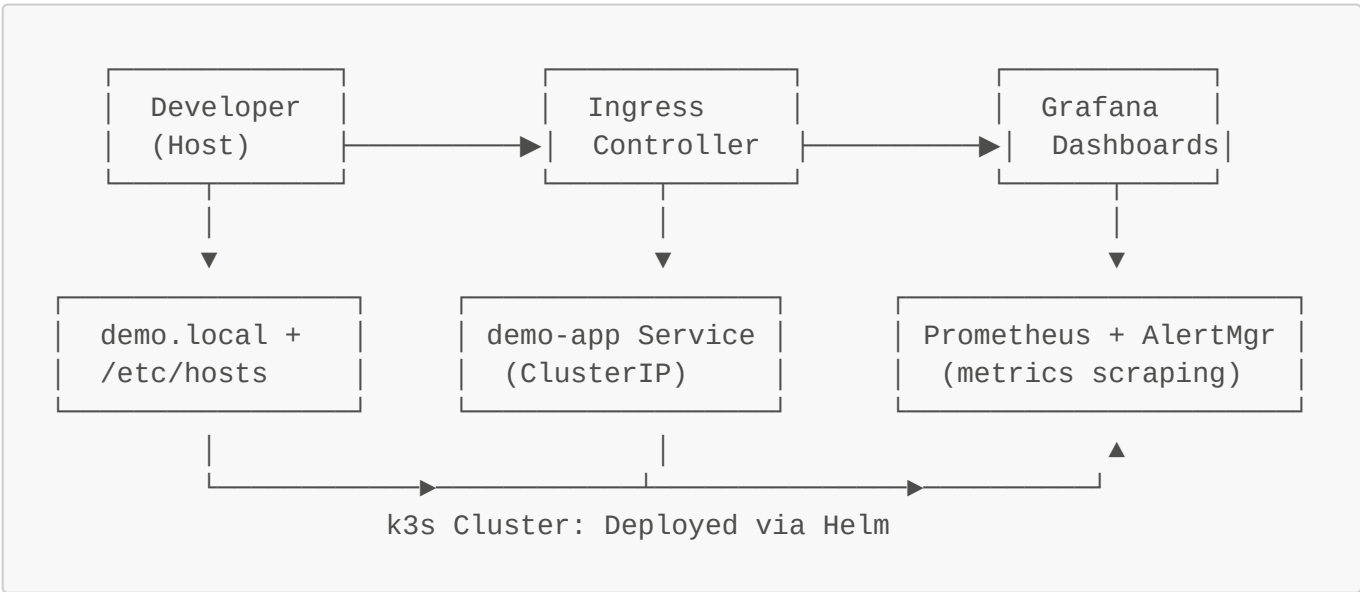 Developer
(Host)
Ingress
Controller
Grafana
Dashboards
demo.local +
/etc/hosts
demo-app Service
(ClusterIP)
Prometheus + AlertMgr
(metrics scraping)
k3s Cluster: Deployed via Helm